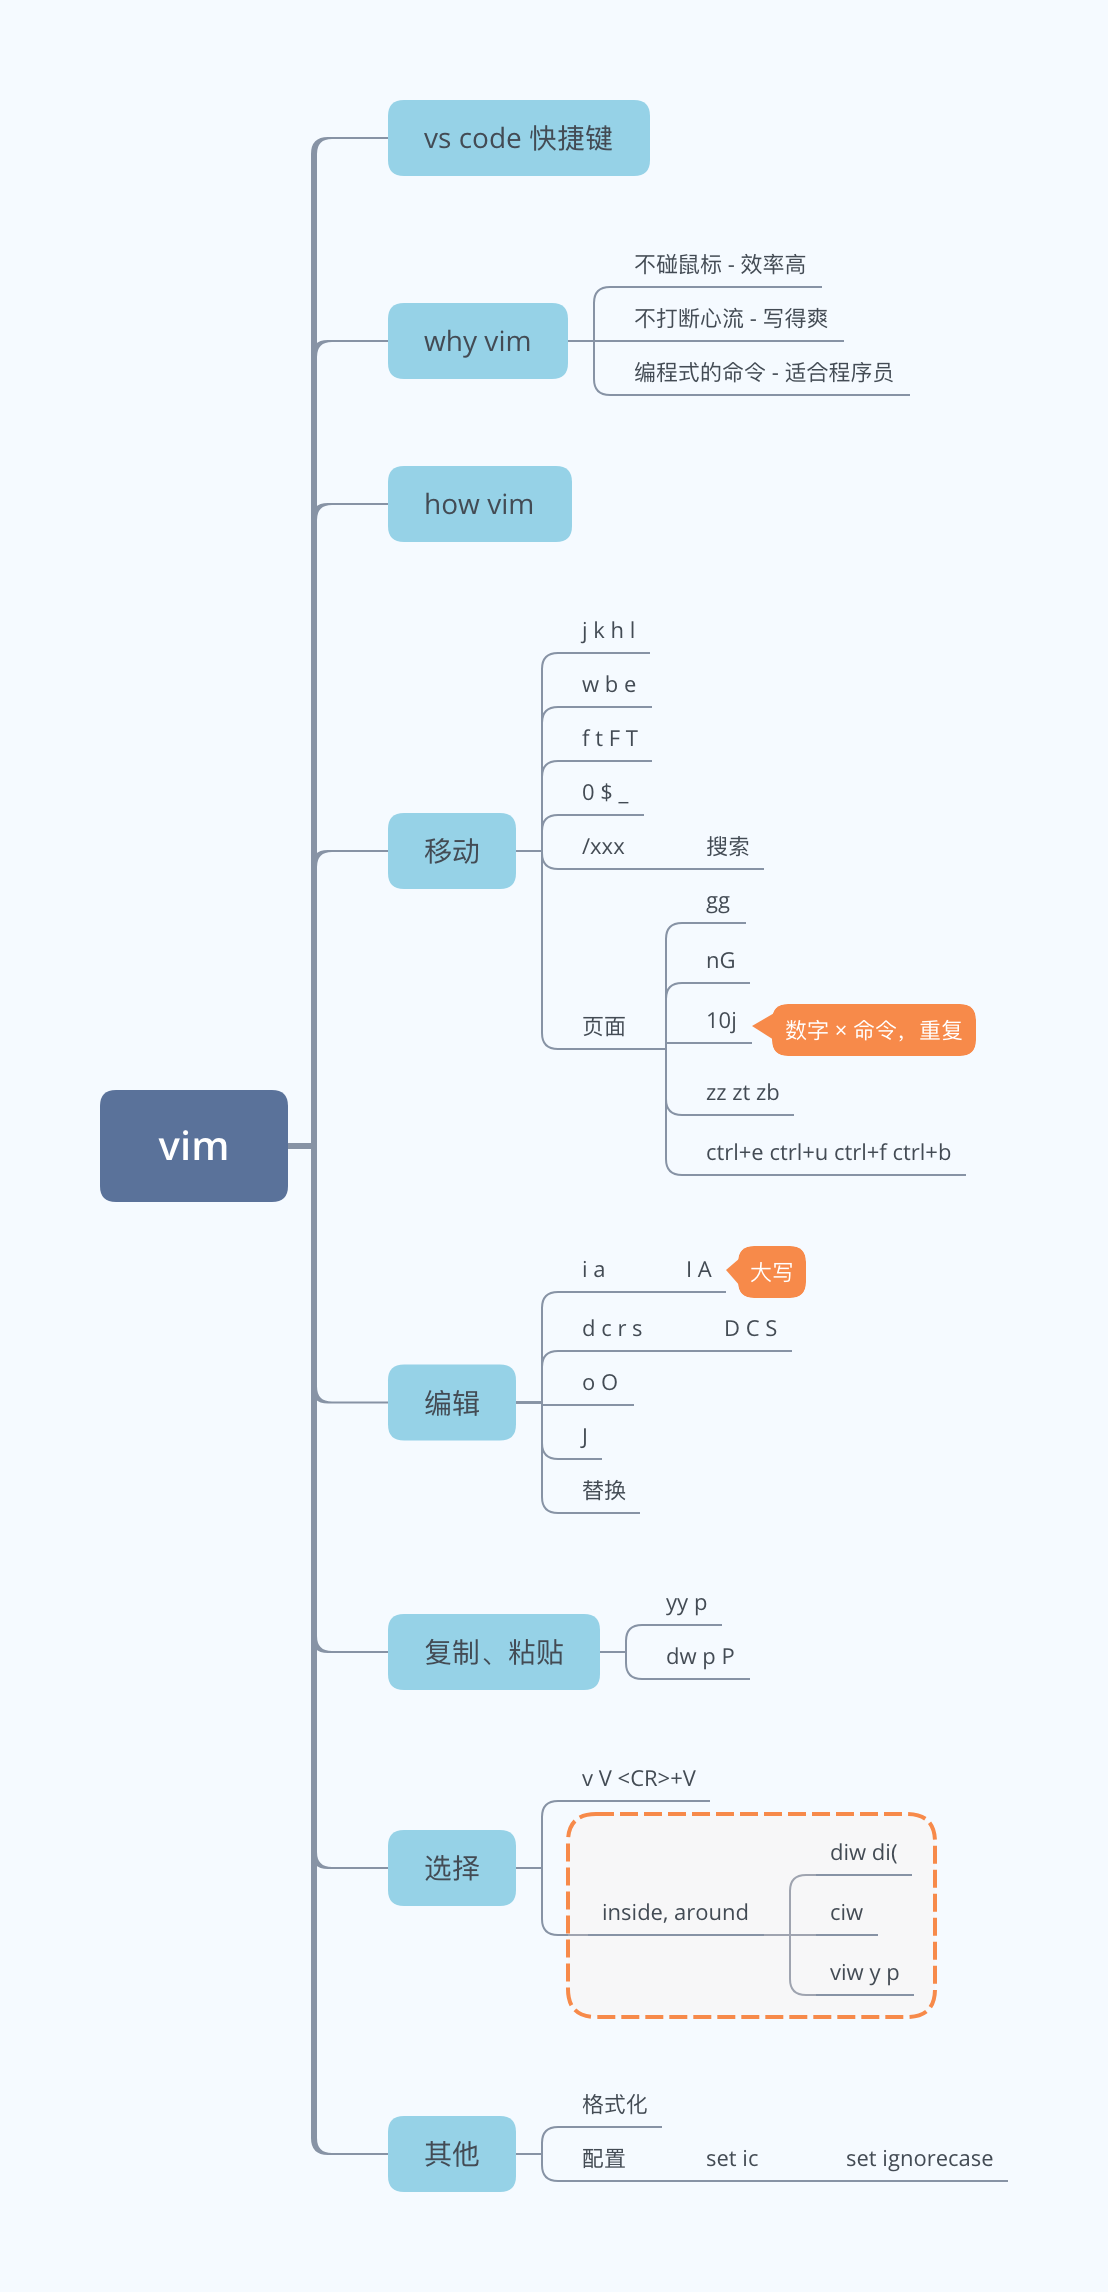 vs code 快捷键
不碰鼠标 - 效率高
不打断心流 - 写得爽
why vim
编程式的命令 - 适合程序员
how vim
j k h l
w b e
f t F T
0 $ _
/xxx 搜索
移动
gg
nG
10j
数字 × 命令，重复
页面
zz zt zb
ctrl+e ctrl+u ctrl+f ctrl+b
vim
i a I A
大写
d c r s D C S
o O
编辑
J
替换
yy p
复制、粘贴
dw p P
v V <CR>+V
选择
diw di(
inside, around
ciw
viw y p
格式化
其他
配置 set ic set ignorecase